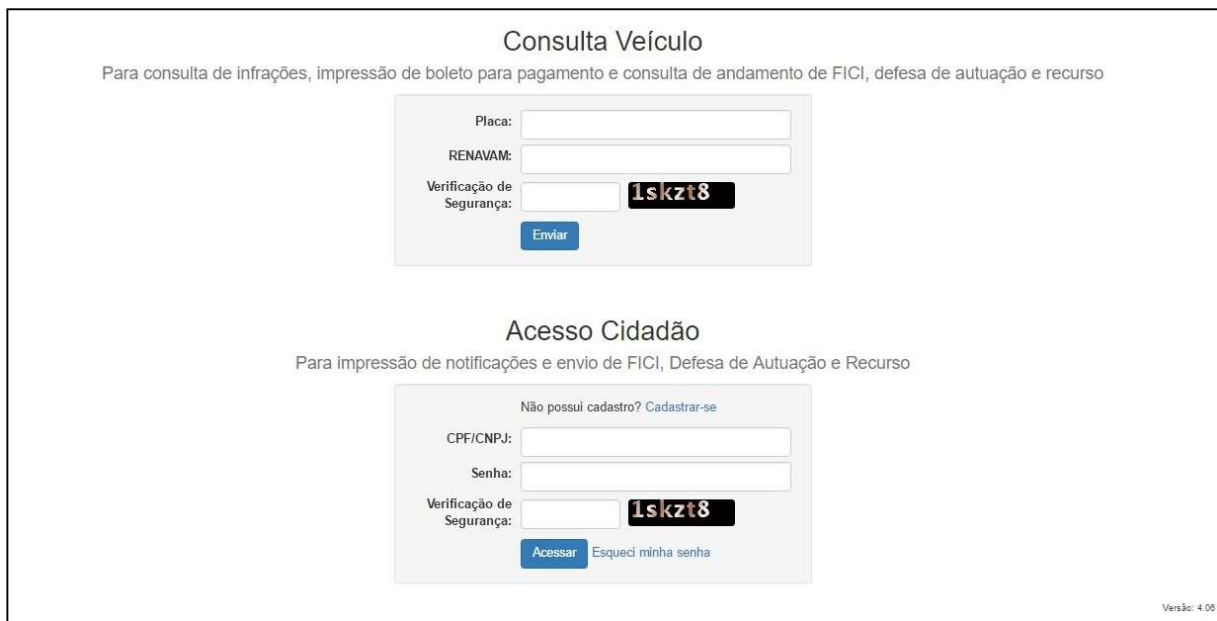 Consulta Veículo
Para consulta de infrações, impressão de boleto para pagamento e consulta de andamento de FICI, defesa de autuação e recurso
Placa:
RENAVAM:
Verificação de
Segurança:
1skzt8
Enviar
Acesso Cidadão
Para impressão de notificações e envio de FICI, Defesa de Autuação e Recurso
Não possui cadastro? Cadastrar-se
CPF/CNPJ:
Senha:
Verificação de
Segurança:
1skzt8
Acessar Esqueci minha senha
Versão: 4.06